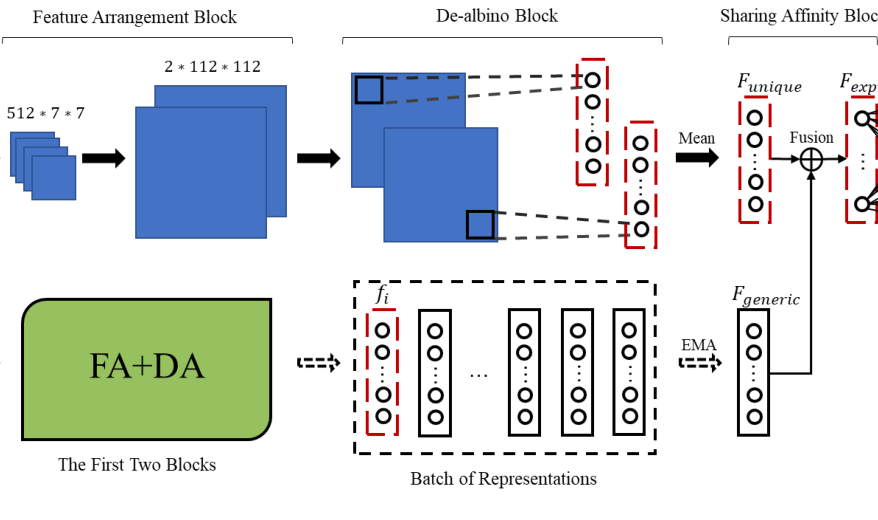 Feature Arrangement Block
De-albino Block
Sharing Affinity Bloc
2 * 112 * 112
512 * 7 * 7
F_unique
F_exp
Mean
Fusion
f_i
F_generic
FA+DA
...
EMA
The First Two Blocks
Batch of Representations